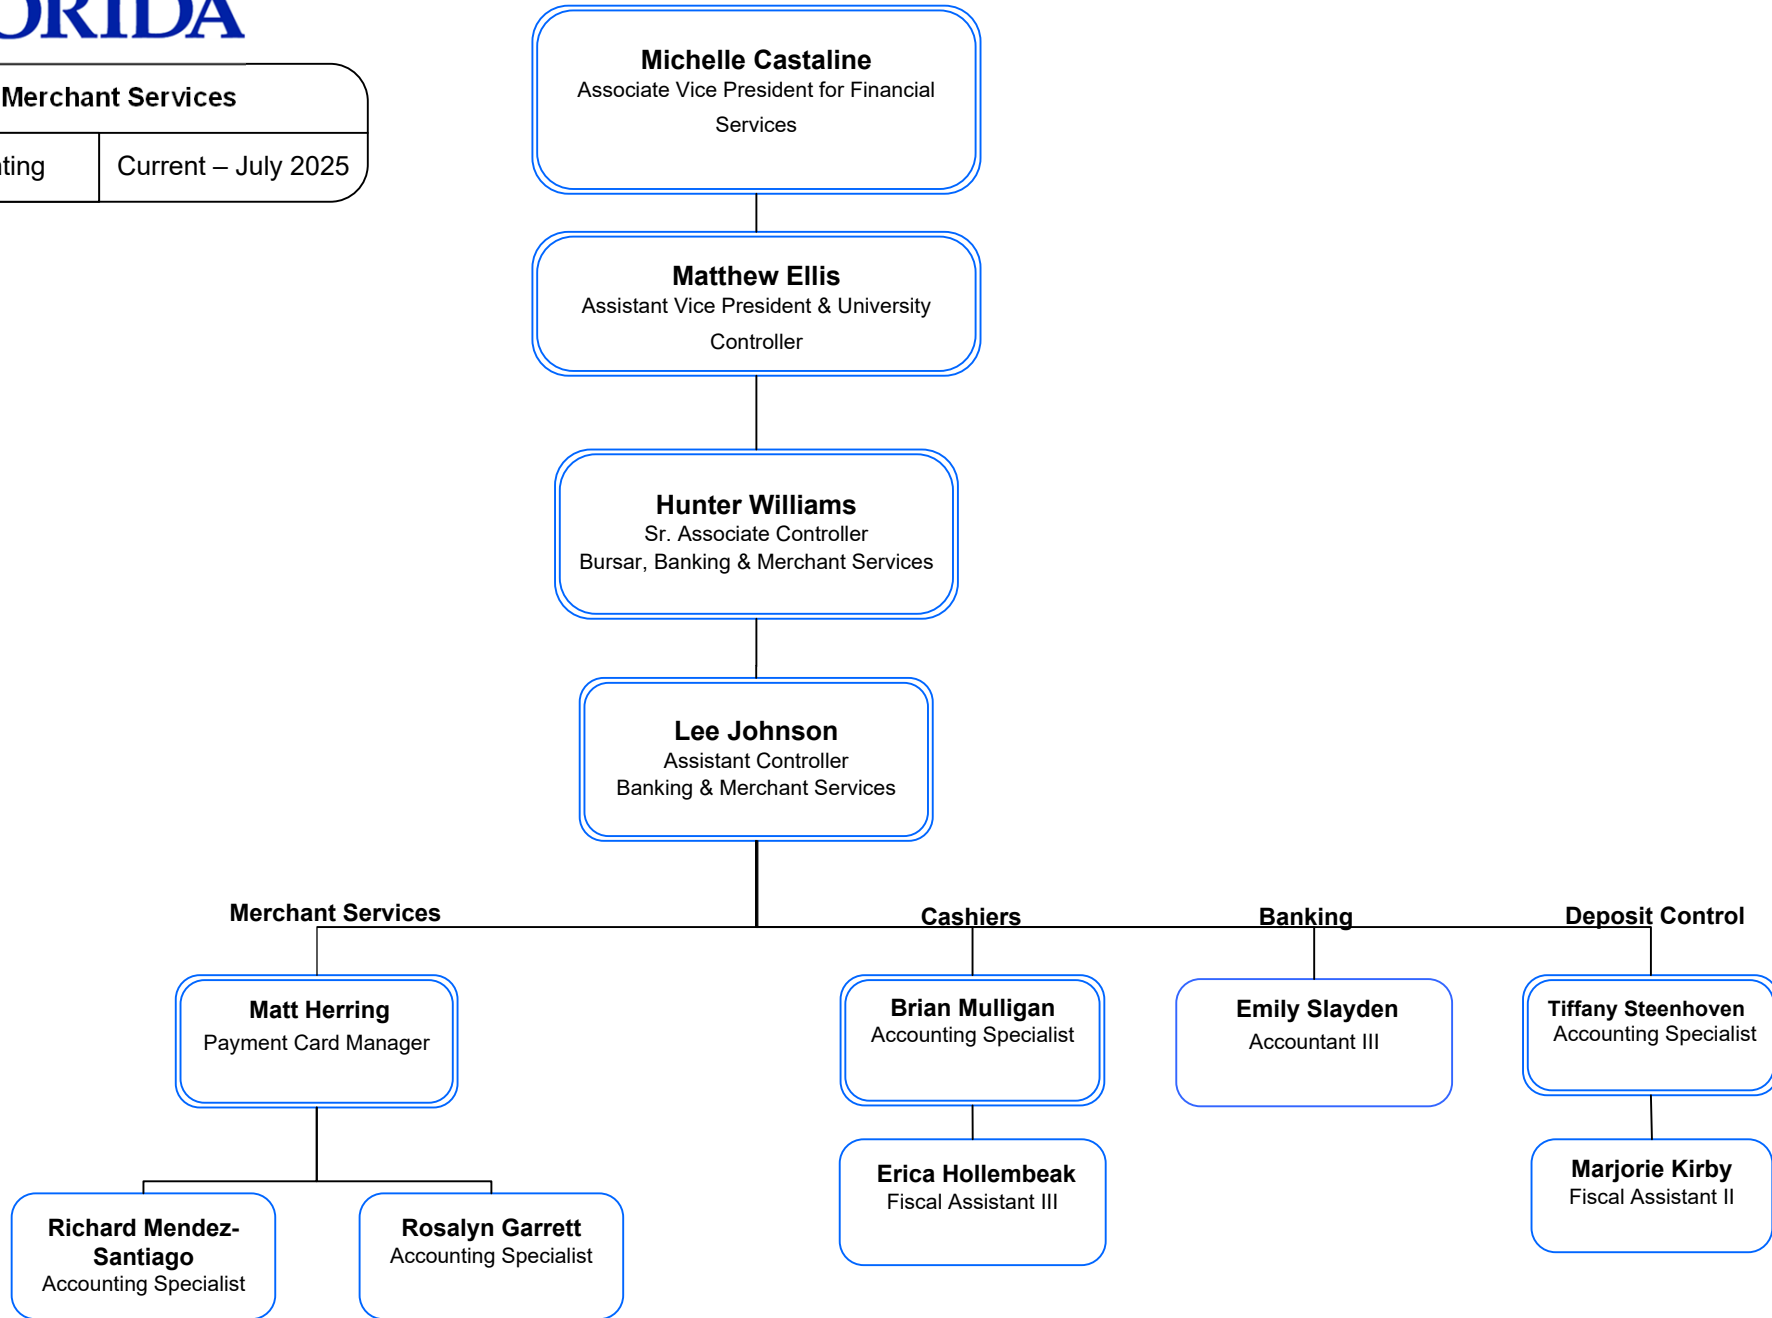 Merchant Services
Current – July 2025
Michelle Castaline
Associate Vice President for Financial
Services
Matthew Ellis
Assistant Vice President & University
Controller
Hunter Williams
Sr. Associate Controller
Bursar, Banking & Merchant Services
Lee Johnson
Assistant Controller
Banking & Merchant Services
Merchant Services
Cashiers
Banking
Deposit Control
Matt Herring
Payment Card Manager
Brian Mulligan
Accounting Specialist
Emily Slayden
Accountant III
Tiffany Steenhoven
Accounting Specialist
Richard Mendez-
Santiago
Accounting Specialist
Rosalyn Garrett
Accounting Specialist
Erica Hollembeak
Fiscal Assistant III
Marjorie Kirby
Fiscal Assistant II